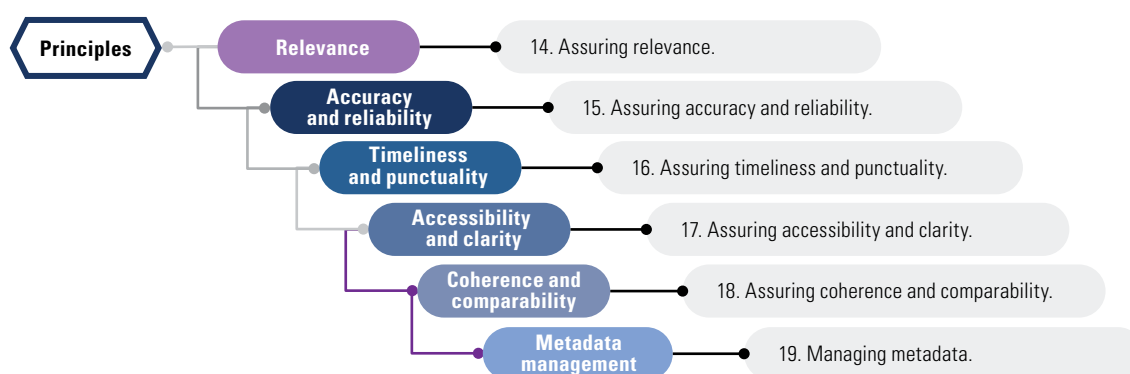 Principles
Relevance
14. Assuring relevance.
Accuracy
and reliability
15. Assuring accuracy and reliability.
Timeliness
and punctuality
16. Assuring timeliness and punctuality.
Accessibility
and clarity
17. Assuring accessibility and clarity.
Coherence and
comparability
18. Assuring coherence and comparability.
Metadata
management
19. Managing metadata.